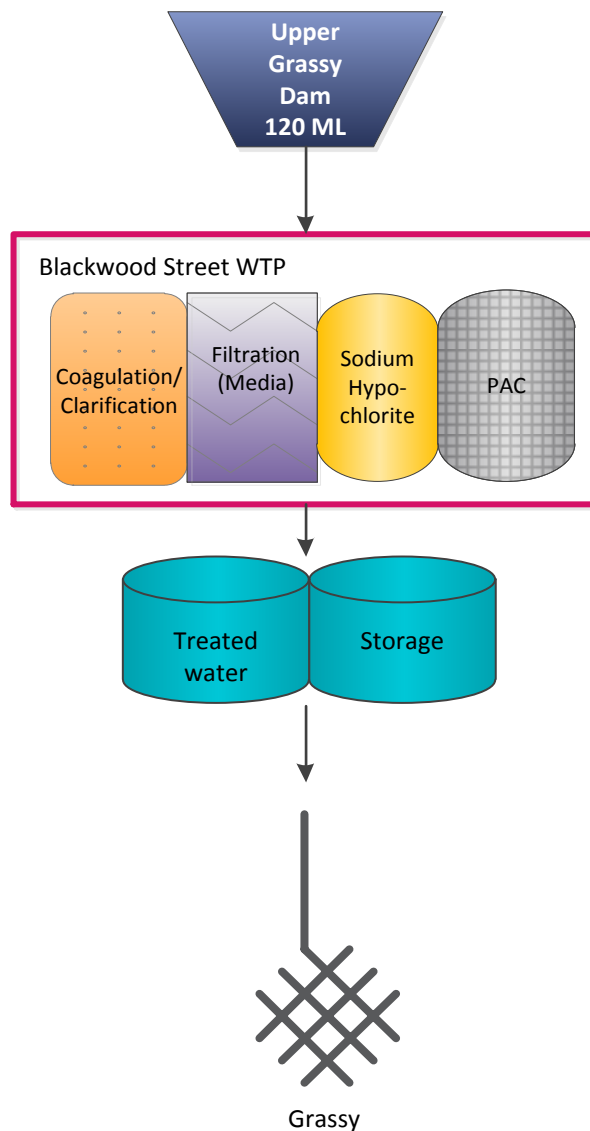 Upper
Grassy
Dam
120 ML
Blackwood Street WTP
Coagulation/
Clarification
Filtration
(Media)
Sodium
Hypo-
chlorite
PAC
Treated
water
Storage
Grassy